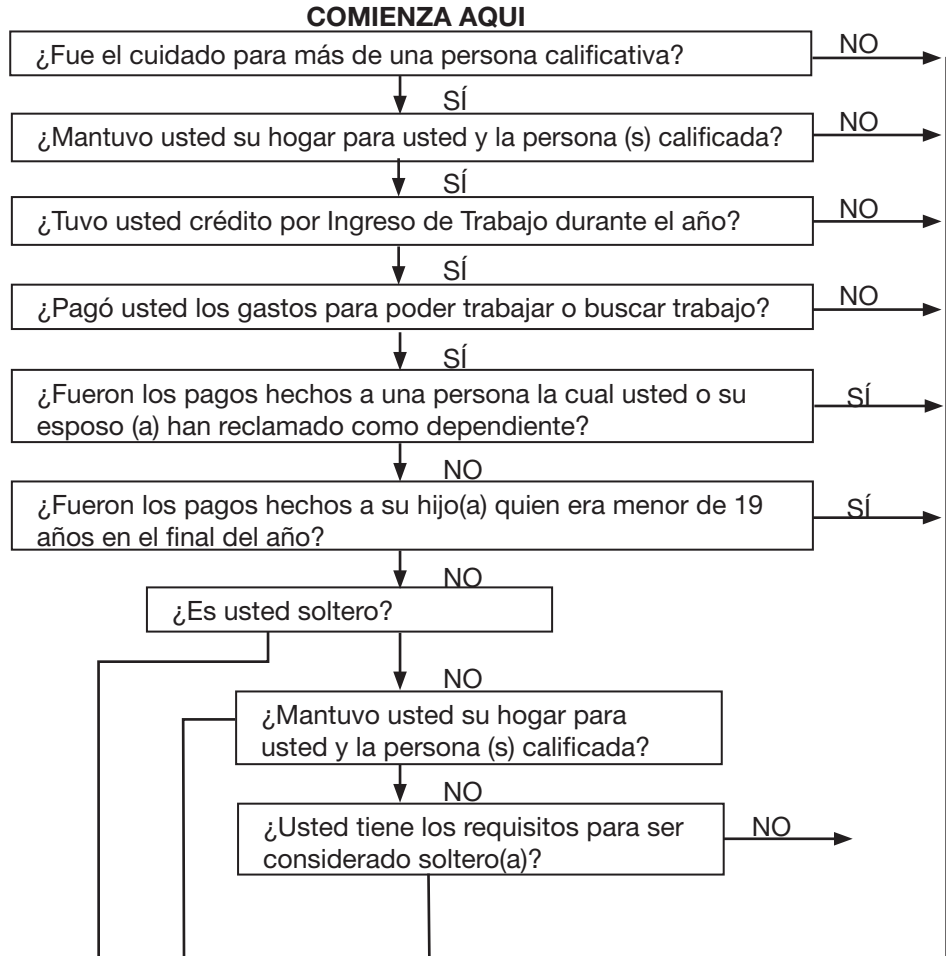 COMIENZA AQUI
¿Fue el cuidado para más de una persona calificativa?
NO
SÍ
¿Mantuvo usted su hogar para usted y la persona (s) calificada?
NO
SÍ
¿Tuvo usted crédito por Ingreso de Trabajo durante el año?
NO
SÍ
¿Pagó usted los gastos para poder trabajar o buscar trabajo?
NO
SÍ
¿Fueron los pagos hechos a una persona la cual usted o su
esposo (a) han reclamado como dependiente?
SÍ
NO
¿Fueron los pagos hechos a su hijo(a) quien era menor de 19
años en el final del año?
SÍ
NO
¿Es usted soltero?
NO
¿Mantuvo usted su hogar para
usted y la persona (s) calificada?
NO
¿Usted tiene los requisitos para ser
considerado soltero(a)?
NO